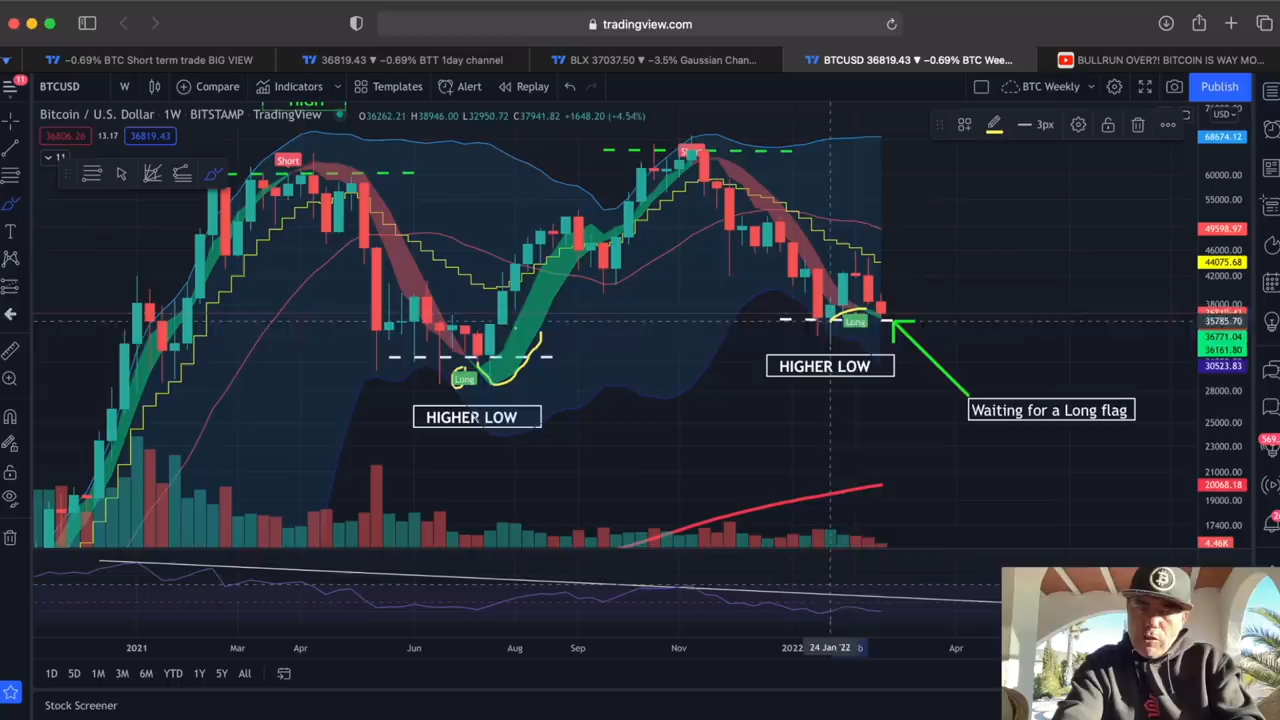 tradingview.com
-0.69% BTC Short term trade BIG VIEW
36819.43 ▼ -0.69% BTT 1day channel
BLX 37037.50 ▼ -3.5% Gaussian Chan...
BTCUSD 36819.43 ▼ -0.69% BTC Wee...
BULLRUN OVER?! BITCOIN IS WAY MO...
11
BTCUSD
W
Compare
Indicators
Templates
Alert
Replay
BTC Weekly
Publish
Bitcoin / U.S. Dollar · 1W · BITSTAMP · TradingView
O36262.21 H38946.00 L32950.72 C37941.82 +1648.20 (+4.54%)
36806.26
13.17
36819.43
11
3px
USD
68674.12
60000.00
55000.00
49598.97
46000.00
44075.68
42000.00
38000.00
35785.70
36771.04
36161.80
30523.83
28000.00
25000.00
23000.00
21000.00
20068.18
19000.00
17400.00
4.46K
Short
Long
HIGHER LOW
Long
HIGHER LOW
Waiting for a Long flag
2021
Mar
Apr
Jun
Aug
Sep
Nov
2022
24 Jan '22
Apr
1D
5D
1M
3M
6M
YTD
1Y
5Y
All
Stock Screener